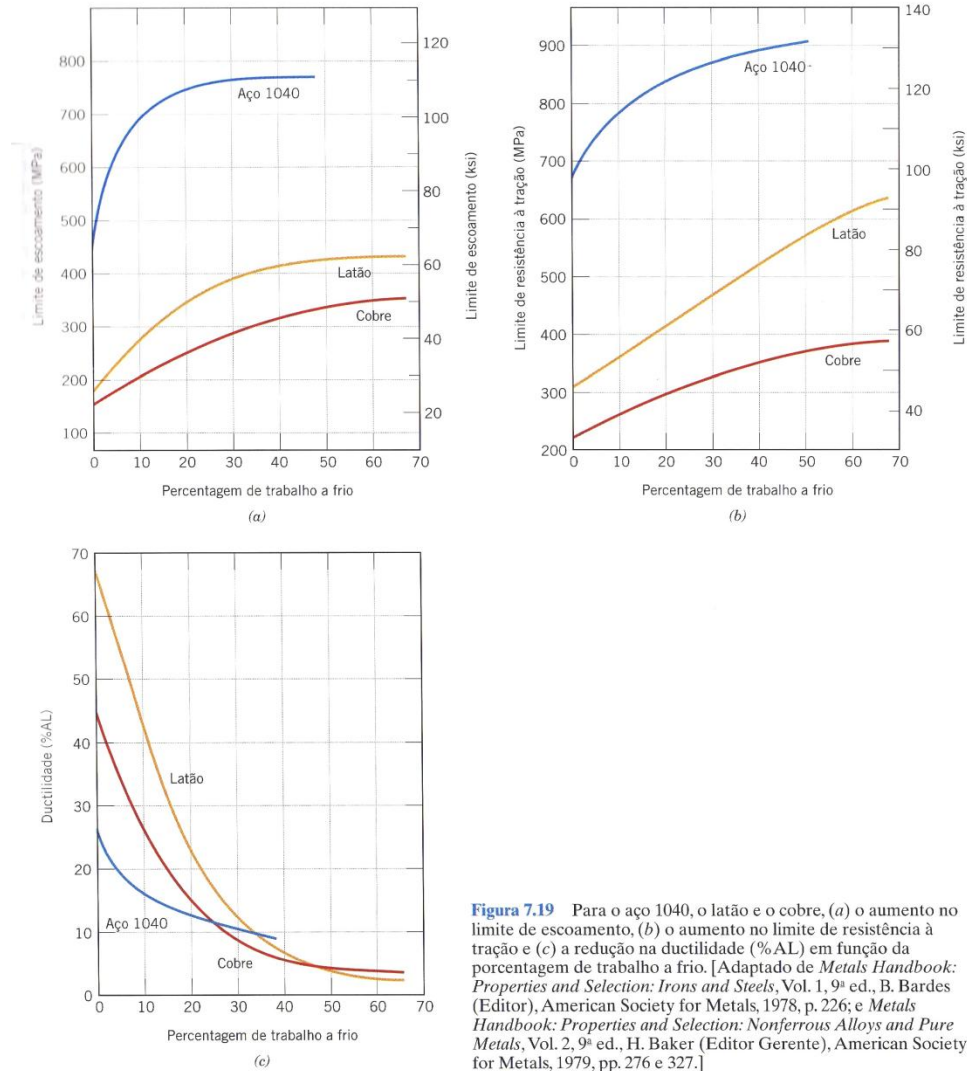 800
700
600
500
400
300
200
100
120
100
80
60
40
20
Aço 1040
Latão
Cobre
Limite de escoamento (MPa)
Limite de escoamento (ksi)
0 10 20 30 40 50 60 70
Percentagem de trabalho a frio
(a)
900
800
700
600
500
400
300
200
140
120
100
80
60
40
Aço 1040
Latão
Cobre
Limite de resistência à tração (MPa)
Limite de resistência à tração (ksi)
0 10 20 30 40 50 60 70
Percentagem de trabalho a frio
(b)
70
60
50
40
30
20
10
0
Ductilidade (%AL)
Latão
Aço 1040
Cobre
0 10 20 30 40 50 60 70
Percentagem de trabalho a frio
(c)
Figura 7.19 Para o aço 1040, o latão e o cobre, (a) o aumento no
limite de escoamento, (b) o aumento no limite de resistência à
tração e (c) a redução na ductilidade (%AL) em função da
porcentagem de trabalho a frio. [Adaptado de Metals Handbook:
Properties and Selection: Irons and Steels, Vol. 1, 9ª ed., B. Bardes
(Editor), American Society for Metals, 1978, p. 226; e Metals
Handbook: Properties and Selection: Nonferrous Alloys and Pure
Metals, Vol. 2, 9ª ed., H. Baker (Editor Gerente), American Society
for Metals, 1979, pp. 276 e 327.]